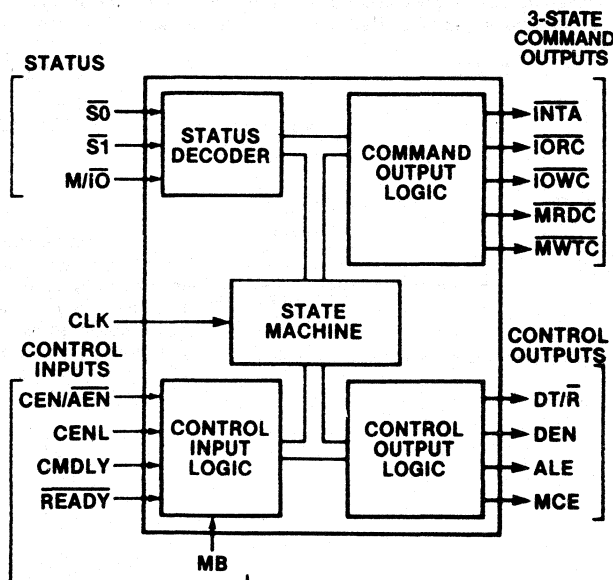 3-STATE
COMMAND
OUTPUTS
STATUS
S̅0̅
S̅1̅
M/I̅O̅
STATUS
DECODER
COMMAND
OUTPUT
LOGIC
I̅N̅T̅A̅
I̅O̅R̅C̅
I̅O̅W̅C̅
M̅R̅D̅C̅
M̅W̅T̅C̅
CLK
STATE
MACHINE
CONTROL
INPUTS
CEN/A̅E̅N̅
CENL
CMDLY
R̅E̅A̅D̅Y̅
CONTROL
INPUT
LOGIC
MB
CONTROL
OUTPUT
LOGIC
CONTROL
OUTPUTS
DT/R̅
DEN
ALE
MCE